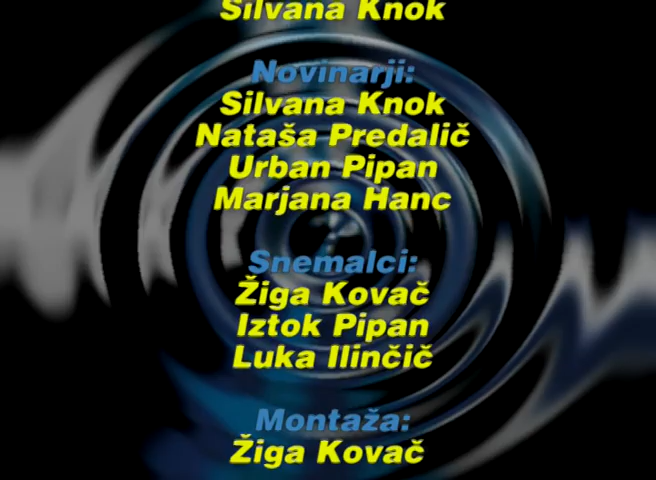 Silvana Knok
Novinarji:
Silvana Knok
Nataša Predalič
Urban Pipan
Marjana Hanc
Snemalci:
Žiga Kovač
Iztok Pipan
Luka Ilinčič
Montaža:
Žiga Kovač